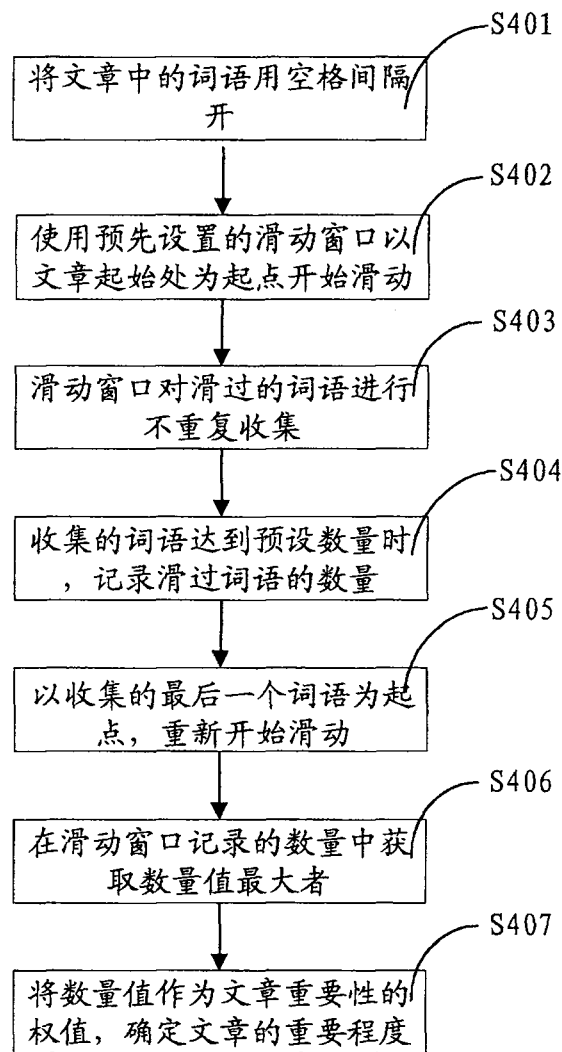 S401
将文章中的词语用空格间隔
开
S402
使用预先设置的滑动窗口以
文章起始处为起点开始滑动
S403
滑动窗口对滑过的词语进行
不重复收集
S404
收集的词语达到预设数量时
，记录滑过词语的数量
S405
以收集的最后一个词语为起
点，重新开始滑动
S406
在滑动窗口记录的数量中获
取数量值最大者
S407
将数量值作为文章重要性的
权值，确定文章的重要程度